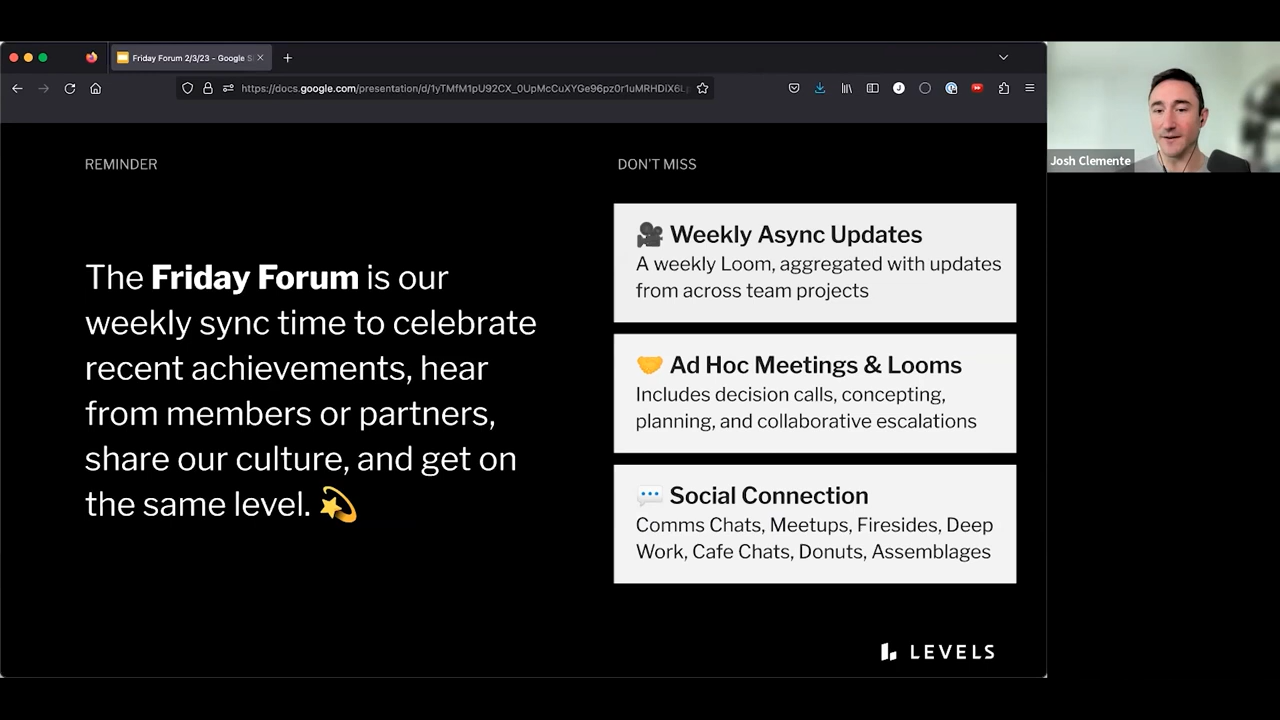 Friday Forum 2/3/23 - Google S
https://docs.google.com/presentation/d/1yTMfM1pU92CX_0UpMcCuXYGe96pz0r1uMRHDlX6L
REMINDER
The Friday Forum is our
weekly sync time to celebrate
recent achievements, hear
from members or partners,
share our culture, and get on
the same level. 💫
DON'T MISS
🎥 Weekly Async Updates
A weekly Loom, aggregated with updates
from across team projects
🤝 Ad Hoc Meetings & Looms
Includes decision calls, concepting,
planning, and collaborative escalations
💬 Social Connection
Comms Chats, Meetups, Firesides, Deep
Work, Cafe Chats, Donuts, Assemblages
LEVELS
Josh Clemente